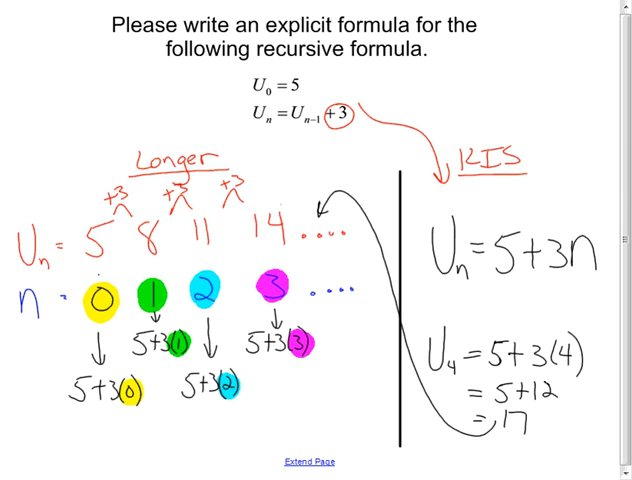 Please write an explicit formula for the
following recursive formula.
U₀ = 5
Uₙ = Uₙ₋₁ +3
Longer
+3 +3 +3
Uₙ = 5 8 11 14 ....
n = 0 1 2 3 ....
5+3(1) 5+3(3)
5+3(0) 5+3(2)
KIS
Uₙ = 5+3n
U₄ = 5+3(4)
= 5+12
= 17
Extend Page